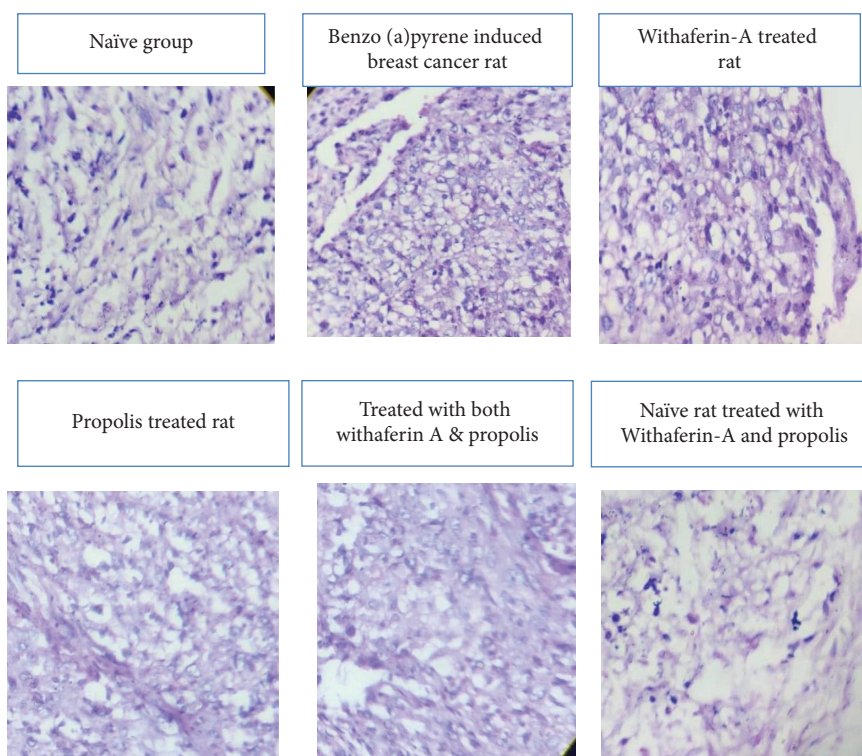 Naïve group
Benzo (a)pyrene induced
breast cancer rat
Withaferin-A treated
rat
Propolis treated rat
Treated with both
withaferin A & propolis
Naïve rat treated with
Withaferin-A and propolis